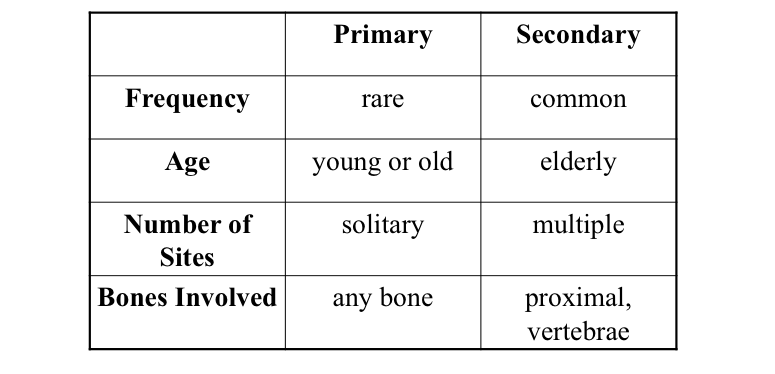 Primary Secondary
Frequency rare common
Age young or old elderly
Number of Sites solitary multiple
Bones Involved any bone proximal, vertebrae